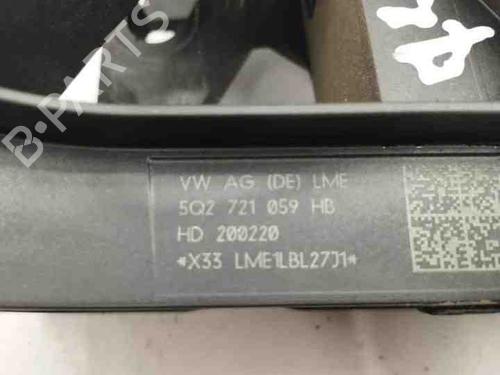 B-PARTS
VW AG (DE) LME
5Q2 721 059 HB
HD 200220
*X33 LME1LBL27J1*